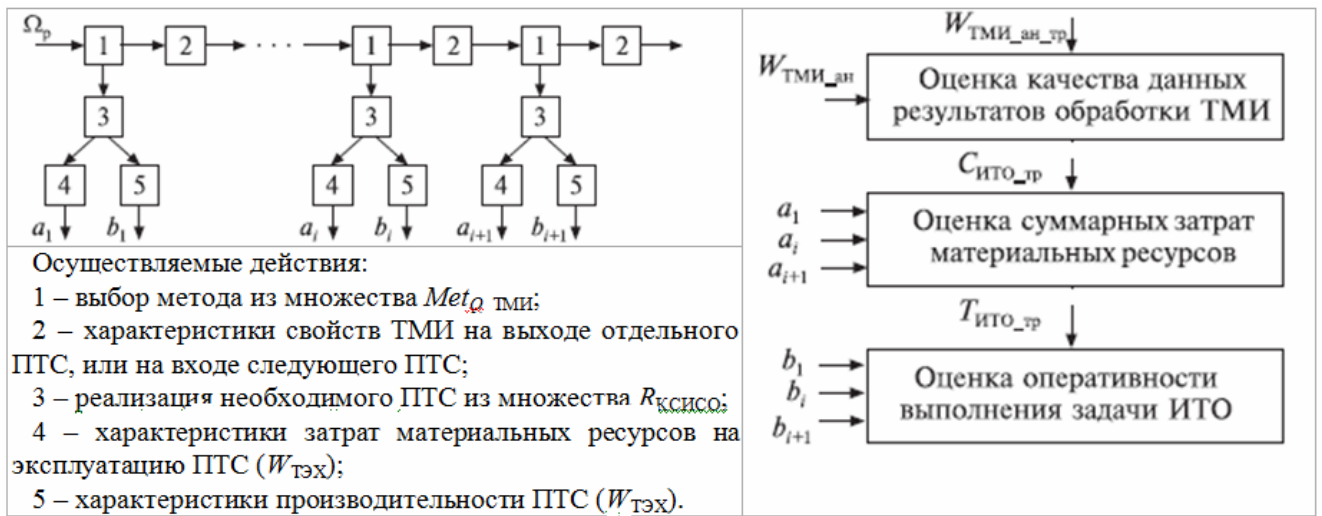 Ωр
1 2 · · · 1 2 1 2
3 3 3
4 5 4 5 4 5
a1 b1 ai bi ai+1 bi+1
Осуществляемые действия:
1 – выбор метода из множества MetQ ТМИ;
2 – характеристики свойств ТМИ на выходе отдельного
ПТС, или на входе следующего ПТС;
3 – реализация необходимого ПТС из множества RКСИСО;
4 – характеристики затрат материальных ресурсов на
эксплуатацию ПТС (WТЭХ);
5 – характеристики производительности ПТС (WТЭХ).
WТМИ_ан_тр
WТМИ_ан
Оценка качества данных
результатов обработки ТМИ
CИТО_тр
a1
ai
ai+1
Оценка суммарных затрат
материальных ресурсов
TИТО_тр
b1
bi
bi+1
Оценка оперативности
выполнения задачи ИТО